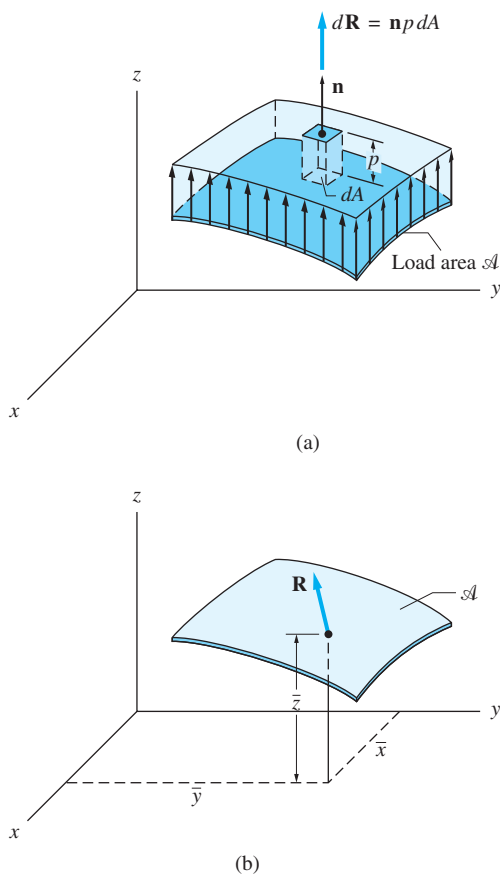 dR = np dA
n
z
p
dA
Load area 𝒜
y
x
(a)
z
R
𝒜
z̄
y
x̄
ȳ
x
(b)